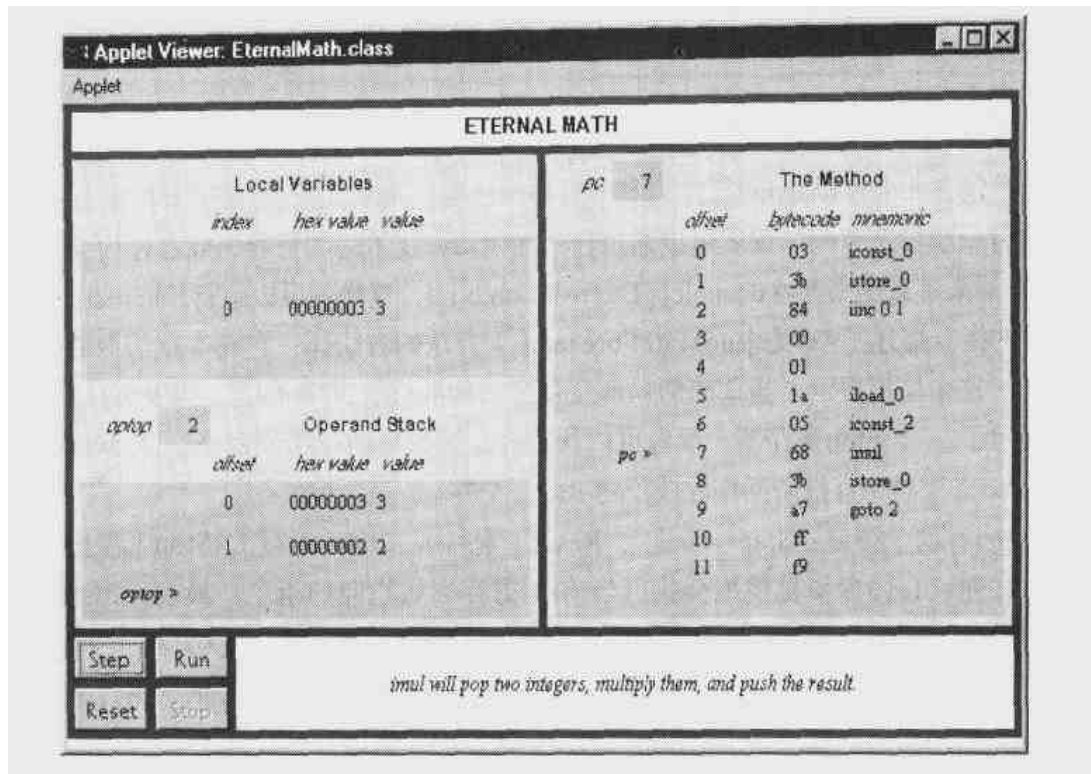 Applet Viewer: EternalMath.class
Applet
ETERNAL MATH
Local Variables
index hex value value
0 00000003 3
optop 2 Operand Stack
offset hex value value
0 00000003 3
1 00000002 2
optop >
pc 7 The Method
offset bytecode mnemonic
0 03 iconst_0
1 3b istore_0
2 84 iinc 0 1
3 00
4 01
5 1a iload_0
6 05 iconst_2
pc > 7 68 imul
8 3b istore_0
9 a7 goto 2
10 ff
11 f9
Step Run
Reset Stop
imul will pop two integers, multiply them, and push the result.